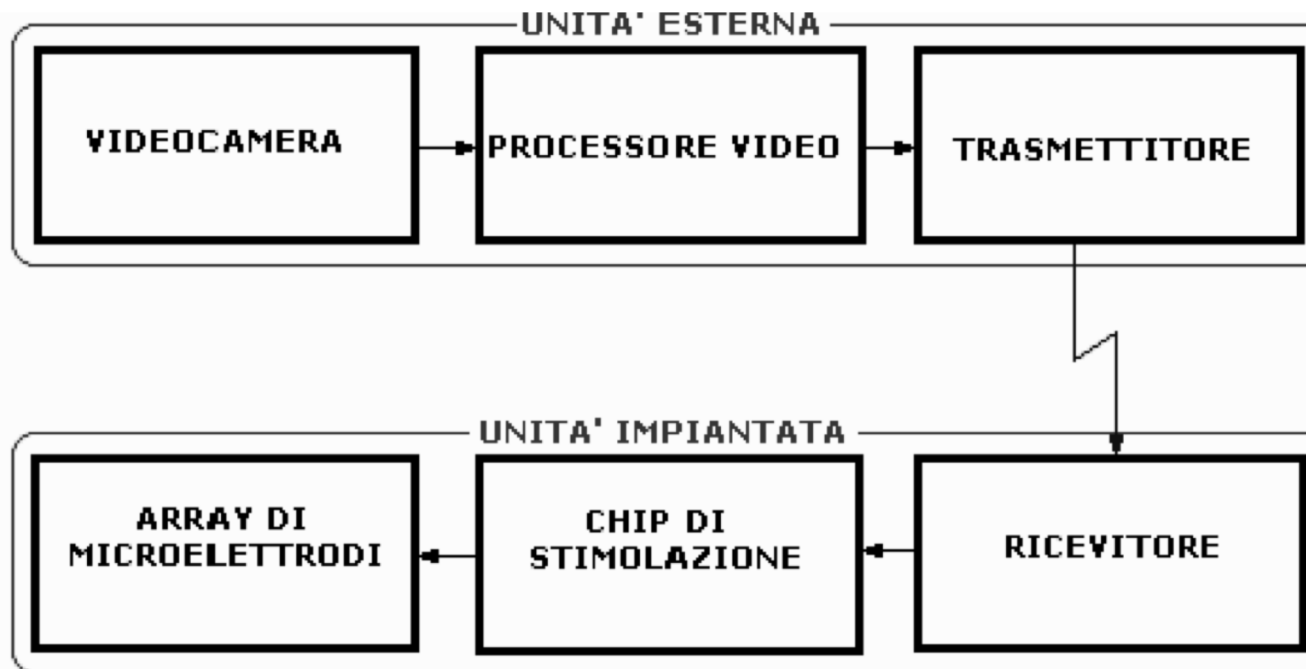 UNITA' ESTERNA
VIDEOCAMERA
PROCESSORE VIDEO
TRASMETTITORE
UNITA' IMPIANTATA
ARRAY DI
MICROELETTRODI
CHIP DI
STIMOLAZIONE
RICEVITORE